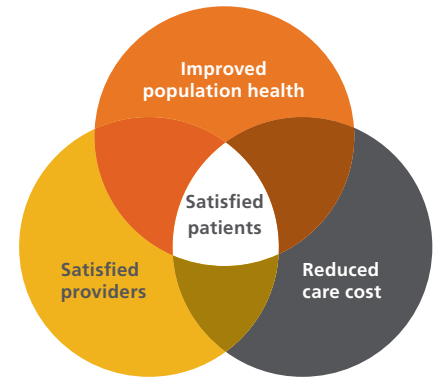 Improved
population health
Satisfied
patients
Satisfied
providers
Reduced
care cost